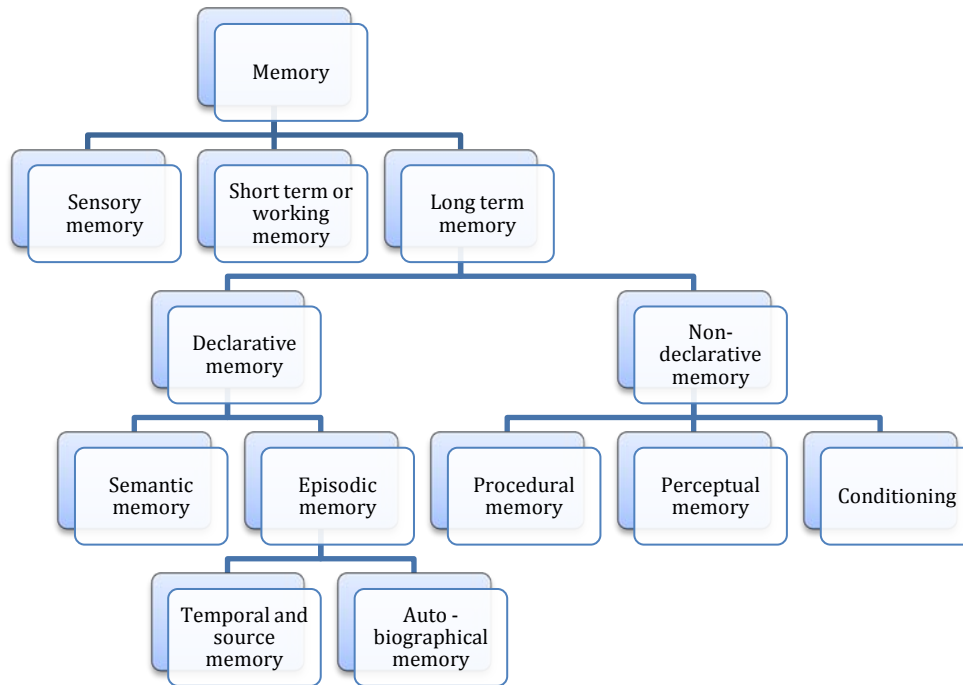 Memory
Sensory
memory
Short term or
working
memory
Long term
memory
Declarative
memory
Non-
declarative
memory
Semantic
memory
Episodic
memory
Procedural
memory
Perceptual
memory
Conditioning
Temporal and
source
memory
Auto -
biographical
memory